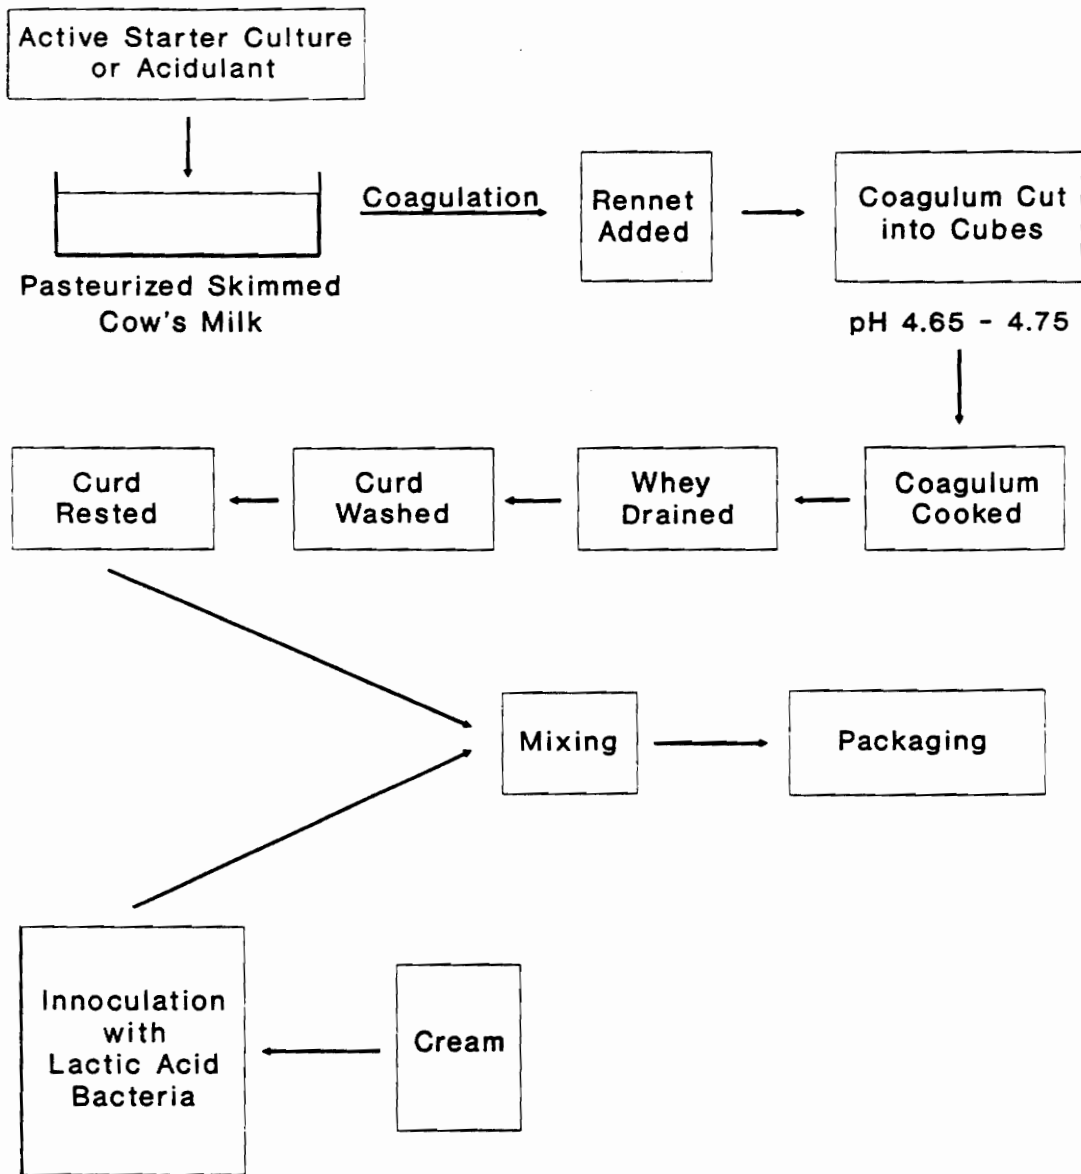 Active Starter Culture
or Acidulant
Coagulation
Rennet
Added
Coagulum Cut
into Cubes
Pasteurized Skimmed
Cow's Milk
pH 4.65 - 4.75
Curd
Rested
Curd
Washed
Whey
Drained
Coagulum
Cooked
Mixing
Packaging
Innoculation
with
Lactic Acid
Bacteria
Cream